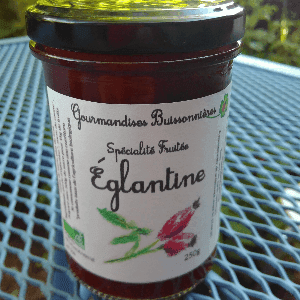 Gourmandises Buissonnières
Spécialité Fruitée
Églantine
250g